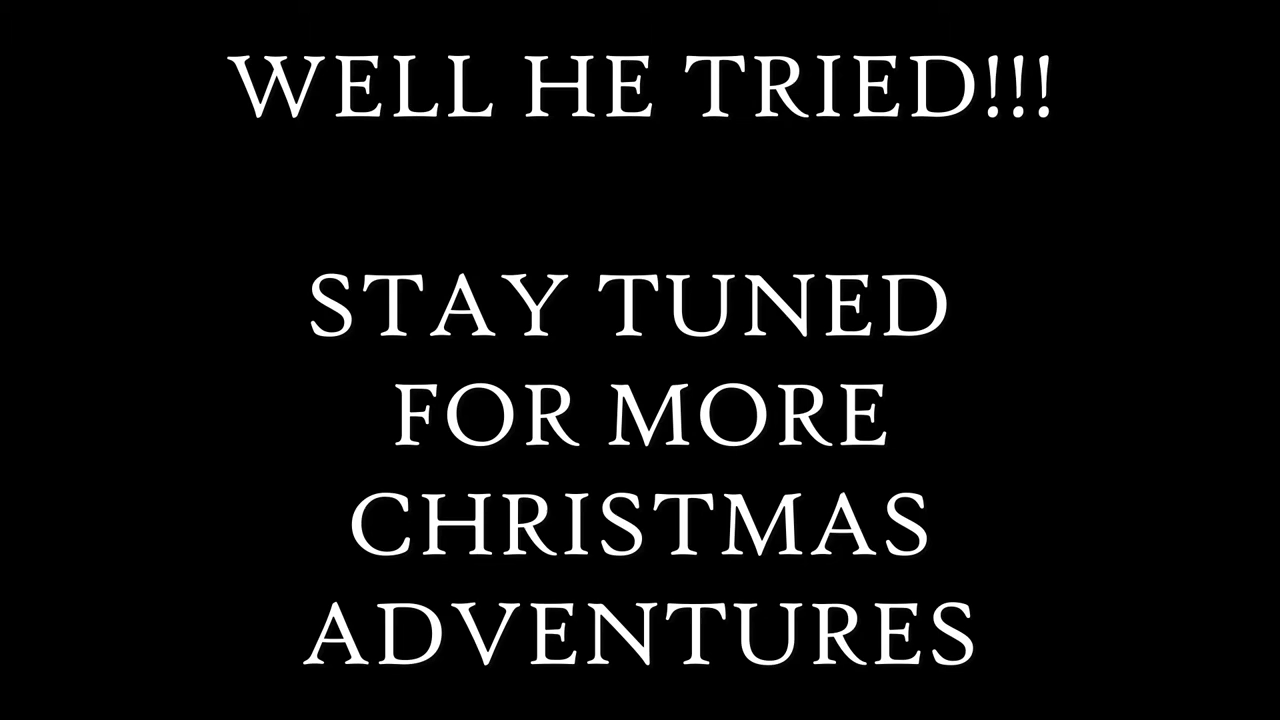 WELL HE TRIED!!!
STAY TUNED
FOR MORE
CHRISTMAS
ADVENTURES